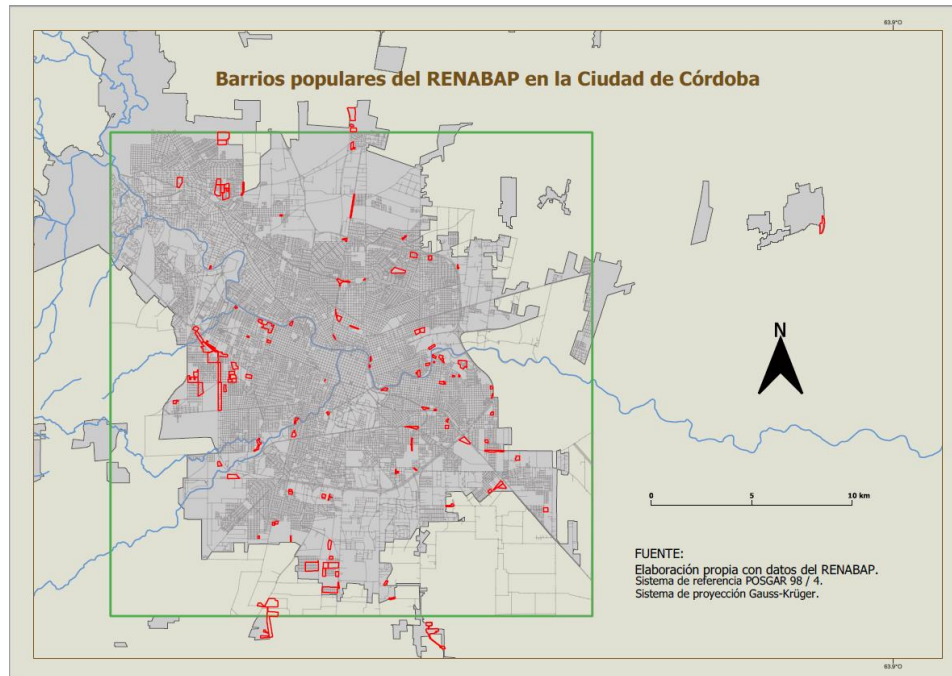 63.9°O
Barrios populares del RENABAP en la Ciudad de Córdoba
N
0 5 10 km
FUENTE:
Elaboración propia con datos del RENABAP.
Sistema de referencia POSGAR 98 / 4.
Sistema de proyección Gauss-Krüger.
63.9°O